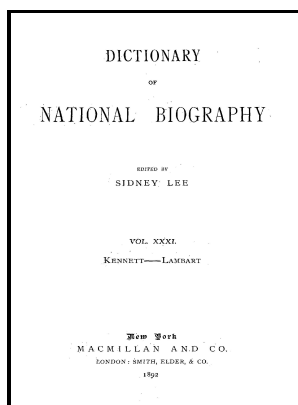 DICTIONARY
OF
NATIONAL BIOGRAPHY
EDITED BY
SIDNEY LEE
VOL. XXXI.
KENNETT——LAMBART
New York
MACMILLAN AND CO.
LONDON: SMITH, ELDER, & CO.
1892